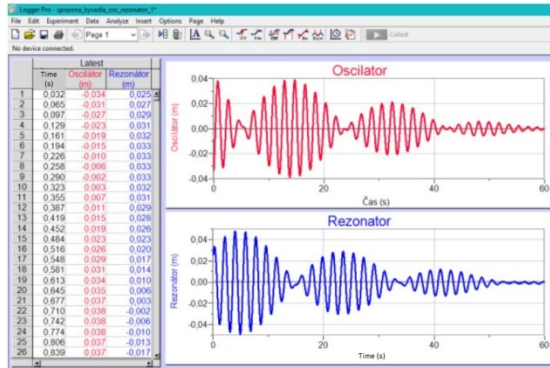 Logger Pro - sprazena_kyvadla_osc_rezonator_1*
File Edit Experiment Data Analyze Insert Options Page Help
Page 1
Collect
No device connected.
Latest
Time (s) Oscilátor (m) Rezonátor (m)
1 0,032 -0,034 0,025
2 0,065 -0,031 0,027
3 0,097 -0,027 0,029
4 0,129 -0,023 0,031
5 0,161 -0,019 0,032
6 0,194 -0,015 0,033
7 0,226 -0,010 0,033
8 0,258 -0,006 0,033
9 0,290 -0,002 0,033
10 0,323 0,003 0,032
11 0,355 0,007 0,031
12 0,387 0,011 0,029
13 0,419 0,015 0,028
14 0,452 0,019 0,026
15 0,484 0,023 0,023
16 0,516 0,026 0,020
17 0,548 0,029 0,017
18 0,581 0,031 0,014
19 0,613 0,034 0,010
20 0,645 0,035 0,006
21 0,677 0,037 0,003
22 0,710 0,038 -0,002
23 0,742 0,038 -0,006
24 0,774 0,038 -0,010
25 0,806 0,037 -0,013
26 0,839 0,037 -0,017
Oscilator
Oscilátor (m)
0,04
0,02
0,00
-0,02
-0,04
0 20 40 60
Čas (s)
Rezonator
Rezonátor (m)
0,04
0,02
0,00
-0,02
-0,04
0 20 40 60
Time (s)